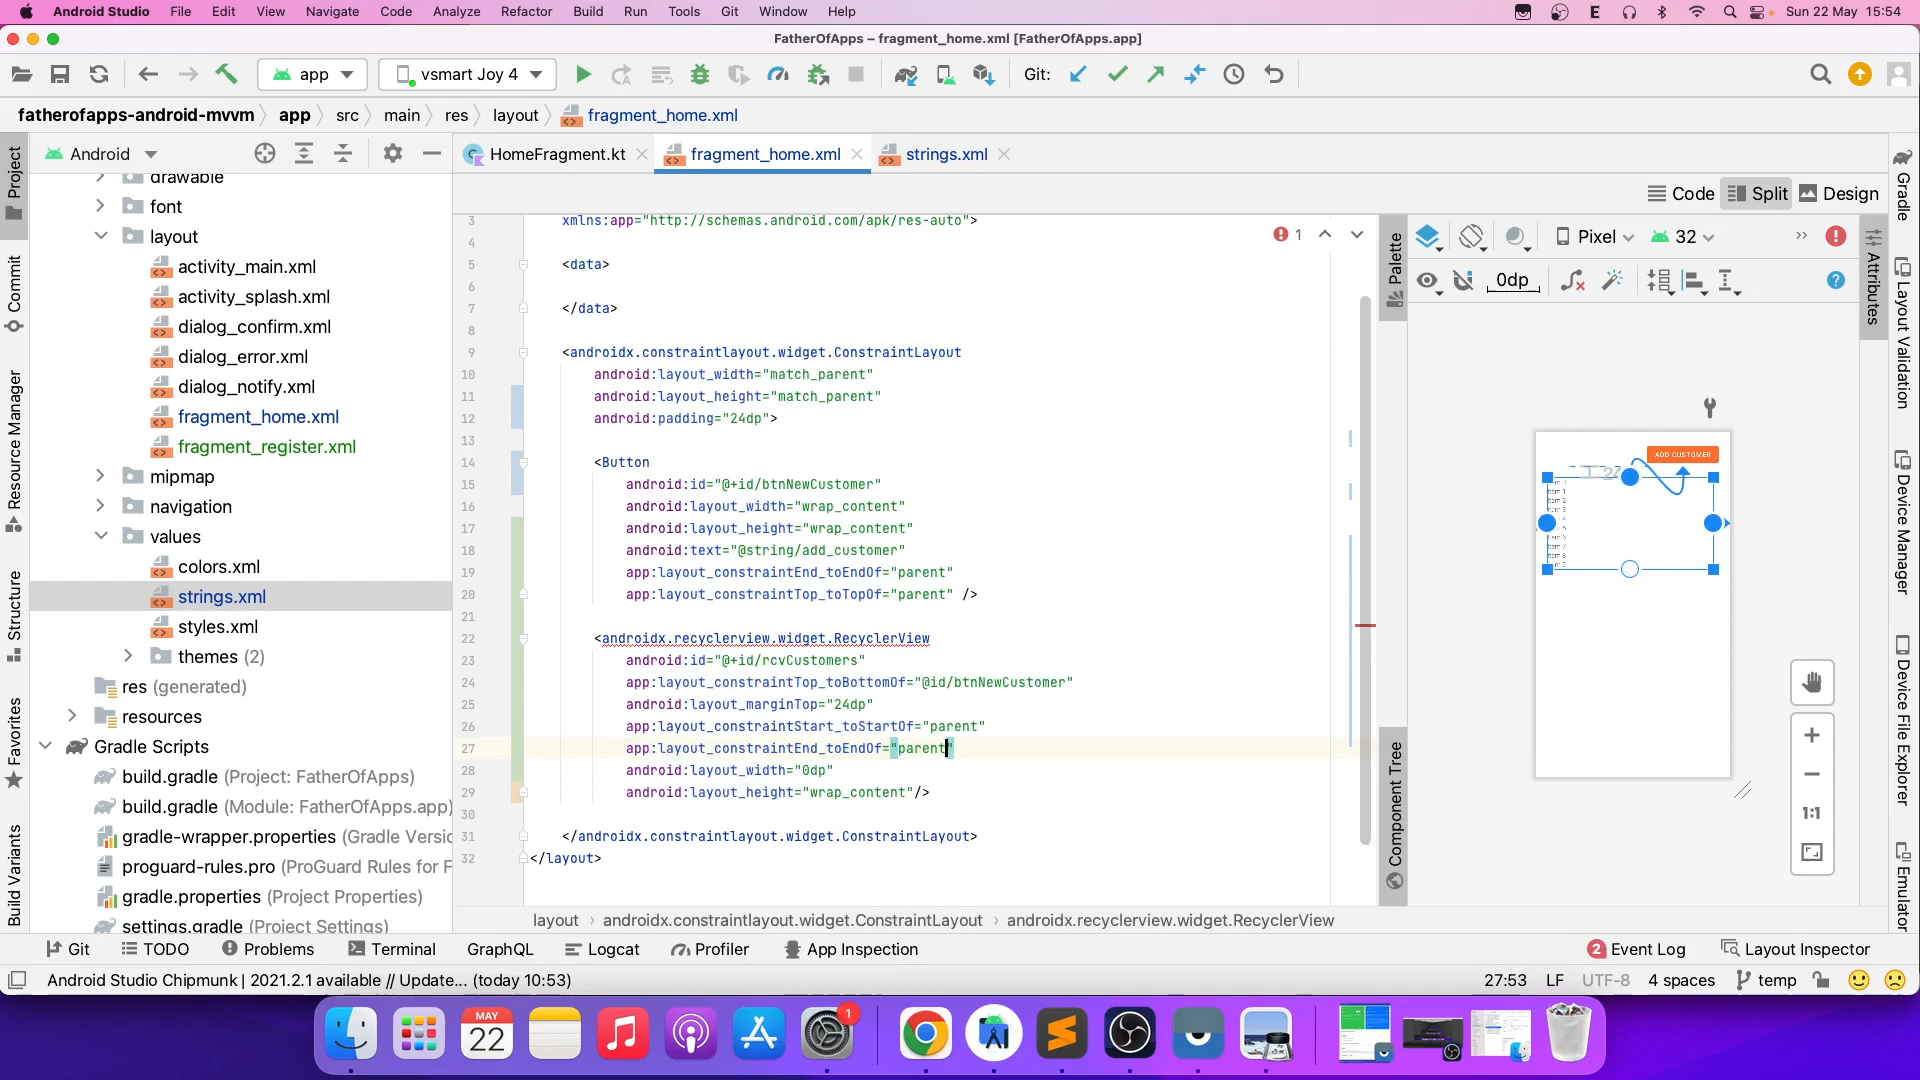 Android Studio File Edit View Navigate Code Analyze Refactor Build Run Tools Git Window Help Sun 22 May 15:54
FatherOfApps – fragment_home.xml [FatherOfApps.app]
app vsmart Joy 4 Git:
fatherofapps-android-mvvm app src main res layout fragment_home.xml
Project
Commit
Resource Manager
Structure
Favorites
Build Variants
Android
drawable
font
layout
activity_main.xml
activity_splash.xml
dialog_confirm.xml
dialog_error.xml
dialog_notify.xml
fragment_home.xml
fragment_register.xml
mipmap
navigation
values
colors.xml
strings.xml
styles.xml
themes (2)
res (generated)
resources
Gradle Scripts
build.gradle (Project: FatherOfApps)
build.gradle (Module: FatherOfApps.app)
gradle-wrapper.properties (Gradle Versio
proguard-rules.pro (ProGuard Rules for F
gradle.properties (Project Properties)
settings.gradle (Project Settings)
HomeFragment.kt fragment_home.xml strings.xml
Code Split Design
1
3 xmlns:app="http://schemas.android.com/apk/res-auto">
4
5 <data>
6
7 </data>
8
9 <androidx.constraintlayout.widget.ConstraintLayout
10 android:layout_width="match_parent"
11 android:layout_height="match_parent"
12 android:padding="24dp">
13
14 <Button
15 android:id="@+id/btnNewCustomer"
16 android:layout_width="wrap_content"
17 android:layout_height="wrap_content"
18 android:text="@string/add_customer"
19 app:layout_constraintEnd_toEndOf="parent"
20 app:layout_constraintTop_toTopOf="parent" />
21
22 <androidx.recyclerview.widget.RecyclerView
23 android:id="@+id/rcvCustomers"
24 app:layout_constraintTop_toBottomOf="@id/btnNewCustomer"
25 android:layout_marginTop="24dp"
26 app:layout_constraintStart_toStartOf="parent"
27 app:layout_constraintEnd_toEndOf="parent"
28 android:layout_width="0dp"
29 android:layout_height="wrap_content"/>
30
31 </androidx.constraintlayout.widget.ConstraintLayout>
32 </layout>
layout androidx.constraintlayout.widget.ConstraintLayout androidx.recyclerview.widget.RecyclerView
Palette
Component Tree
Pixel 32
0dp
ADD CUSTOMER
Item 1
Item 2
Item 3
1:1
Attributes
Gradle
Layout Validation
Device Manager
Device File Explorer
Emulator
Git TODO Problems Terminal GraphQL Logcat Profiler App Inspection 2 Event Log Layout Inspector
Android Studio Chipmunk | 2021.2.1 available // Update... (today 10:53) 27:53 LF UTF-8 4 spaces temp
MAY
22
1